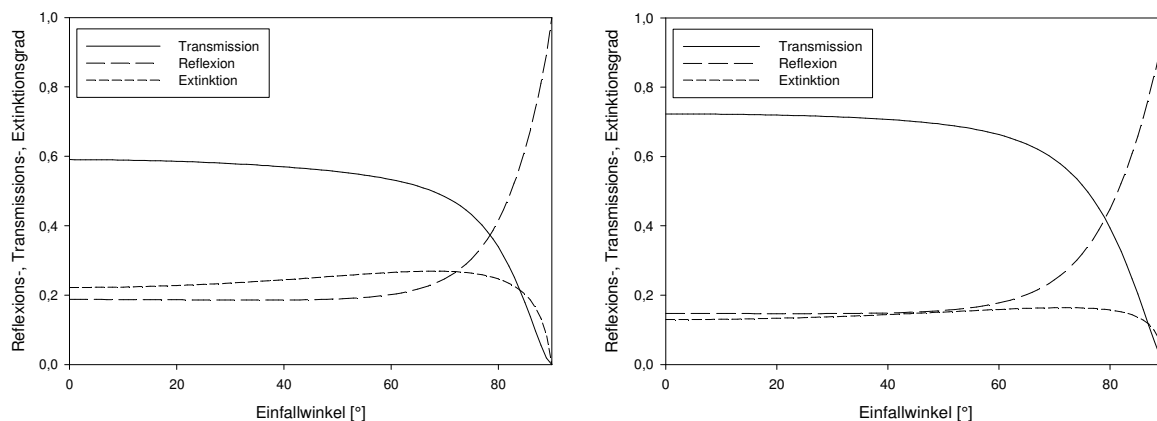 Reflexions-, Transmissions-, Extinktionsgrad
1,0
0,8
0,6
0,4
0,2
0,0
Transmission
Reflexion
Extinktion
0
20
40
60
80
Einfallwinkel [°]
Reflexions-, Transmissions-, Extinktionsgrad
1,0
0,8
0,6
0,4
0,2
0,0
Transmission
Reflexion
Extinktion
0
20
40
60
80
Einfallwinkel [°]